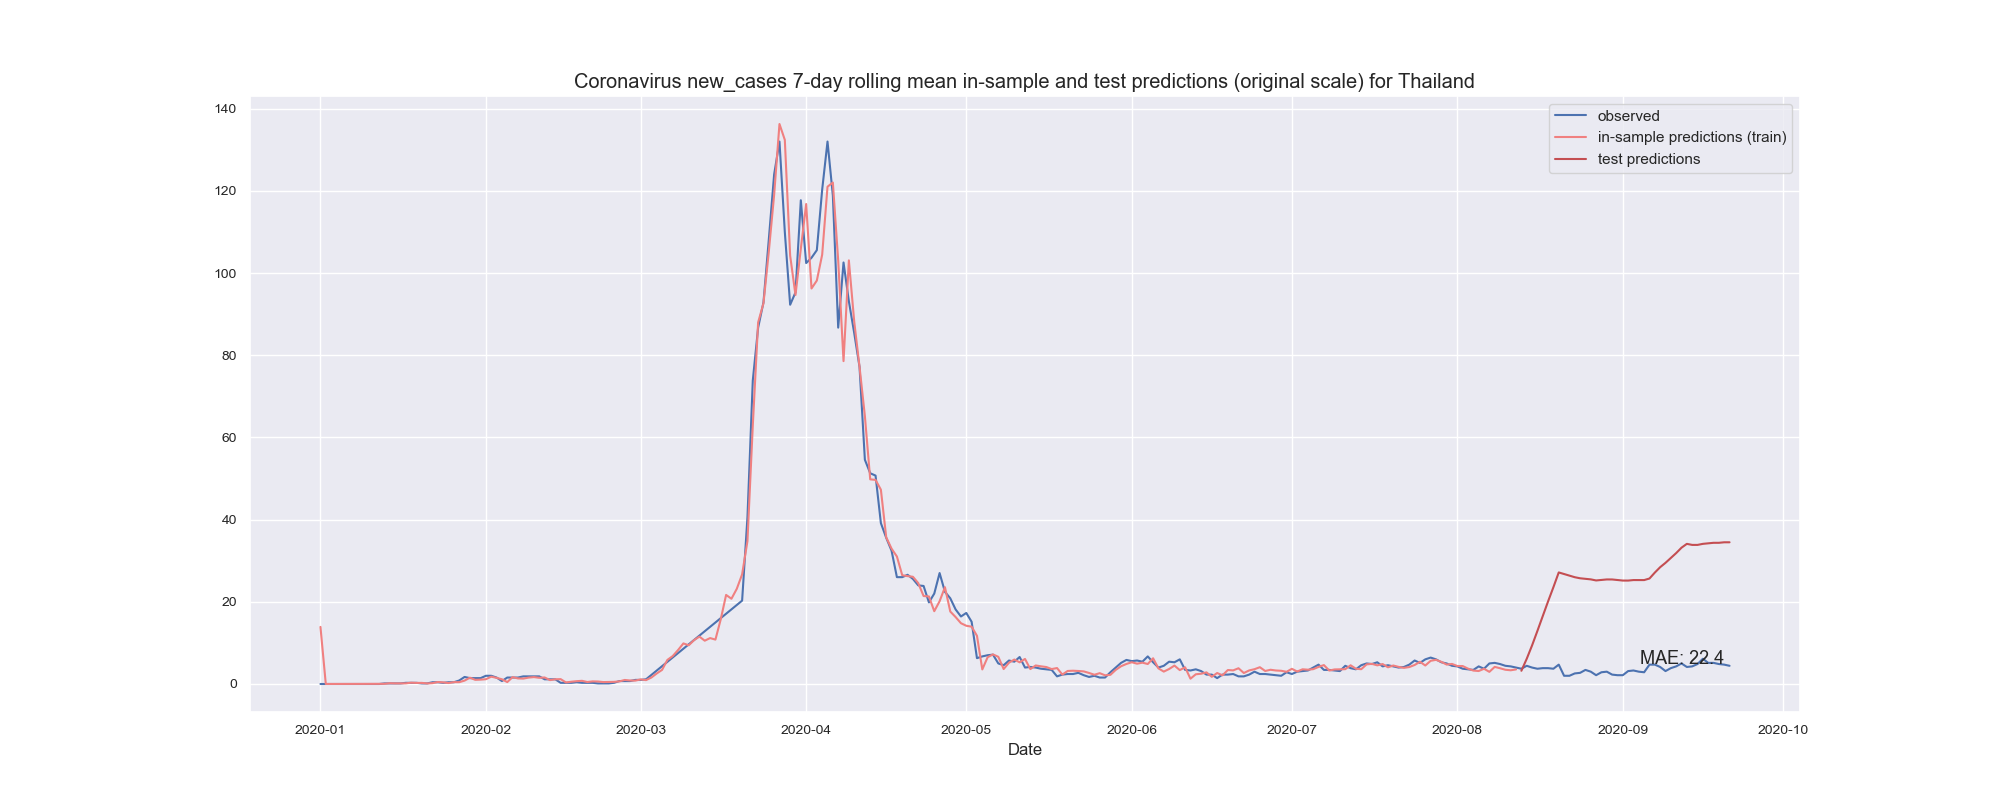 Coronavirus new_cases 7-day rolling mean in-sample and test predictions (original scale) for Thailand
observed
in-sample predictions (train)
test predictions
140
120
100
80
60
40
20
0
MAE: 22.4
2020-01 2020-02 2020-03 2020-04 2020-05 2020-06 2020-07 2020-08 2020-09 2020-10
Date